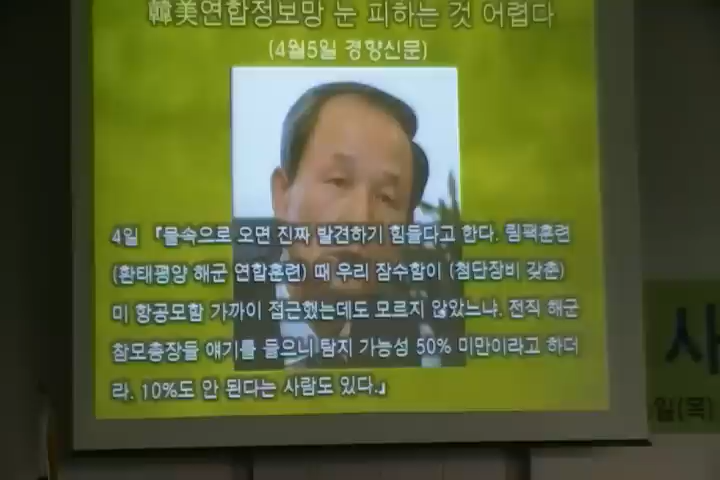 韓美연합정보망 눈 피하는 것 어렵다
(4월5일 경향신문)
4일 『물속으로 오면 진짜 발견하기 힘들다고 한다. 림팩훈련
(환태평양 해군 연합훈련) 때 우리 잠수함이 (첨단장비 갖춘)
미 항공모함 가까이 접근했는데도 모르지 않았느냐. 전직 해군
참모총장들 얘기를 들으니 탐지 가능성 50% 미만이라고 하더
라. 10%도 안 된다는 사람도 있다.』
사
일(목)